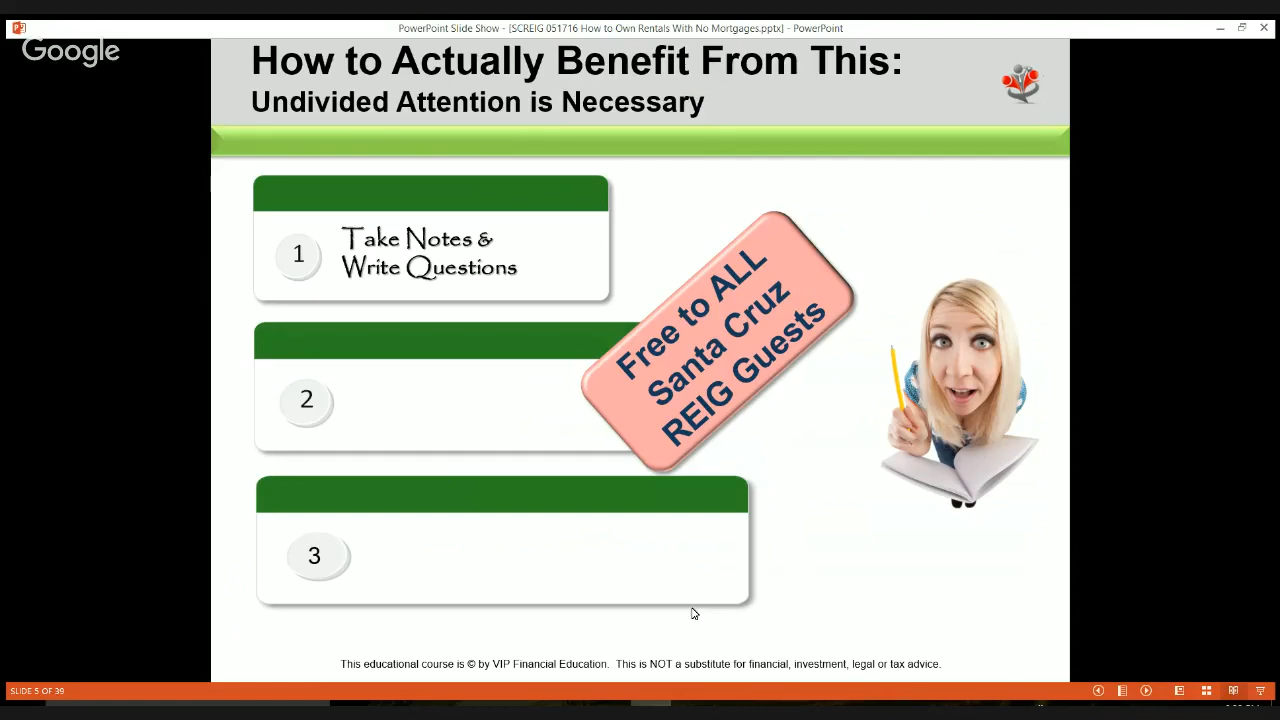 PowerPoint Slide Show - [SCREIG 051716 How to Own Rentals With No Mortgages.pptx] - PowerPoint
Google
How to Actually Benefit From This:
Undivided Attention is Necessary
1
Take Notes &
Write Questions
Free to ALL
Santa Cruz
REIG Guests
2
3
This educational course is © by VIP Financial Education. This is NOT a substitute for financial, investment, legal or tax advice.
SLIDE 5 OF 39